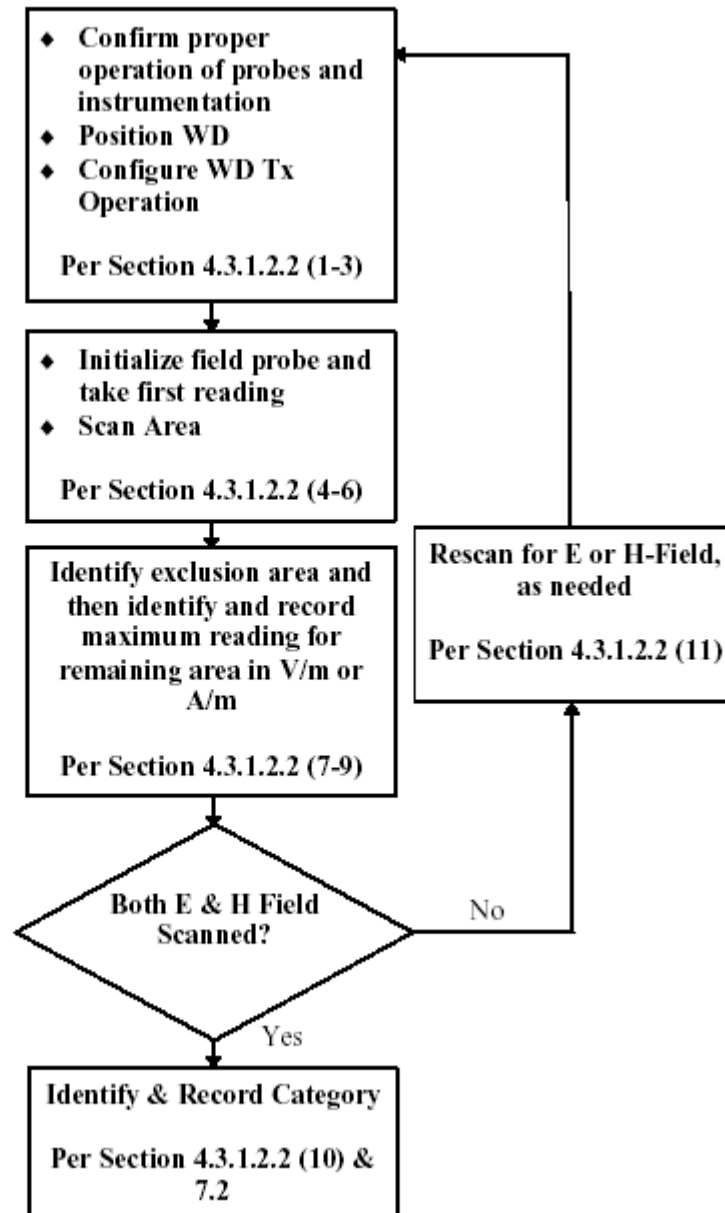 ◆ Confirm proper
operation of probes and
instrumentation
◆ Position WD
◆ Configure WD Tx
Operation
Per Section 4.3.1.2.2 (1-3)
◆ Initialize field probe and
take first reading
◆ Scan Area
Per Section 4.3.1.2.2 (4-6)
Identify exclusion area and
then identify and record
maximum reading for
remaining area in V/m or
A/m
Per Section 4.3.1.2.2 (7-9)
Rescan for E or H-Field,
as needed
Per Section 4.3.1.2.2 (11)
Both E & H Field
Scanned?
No
Yes
Identify & Record Category
Per Section 4.3.1.2.2 (10) &
7.2